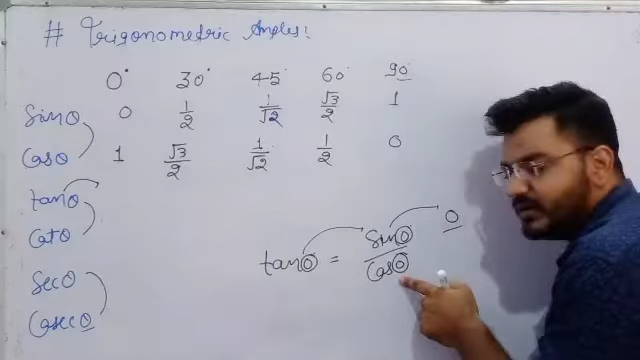 # Trigonometric Angles:
0° 30° 45° 60° 90°
sinθ 0 1/2 1/√2 √3/2 1
cosθ 1 √3/2 1/√2 1/2 0
tanθ
cotθ
secθ
cosecθ
tanθ = sinθ/cosθ 0